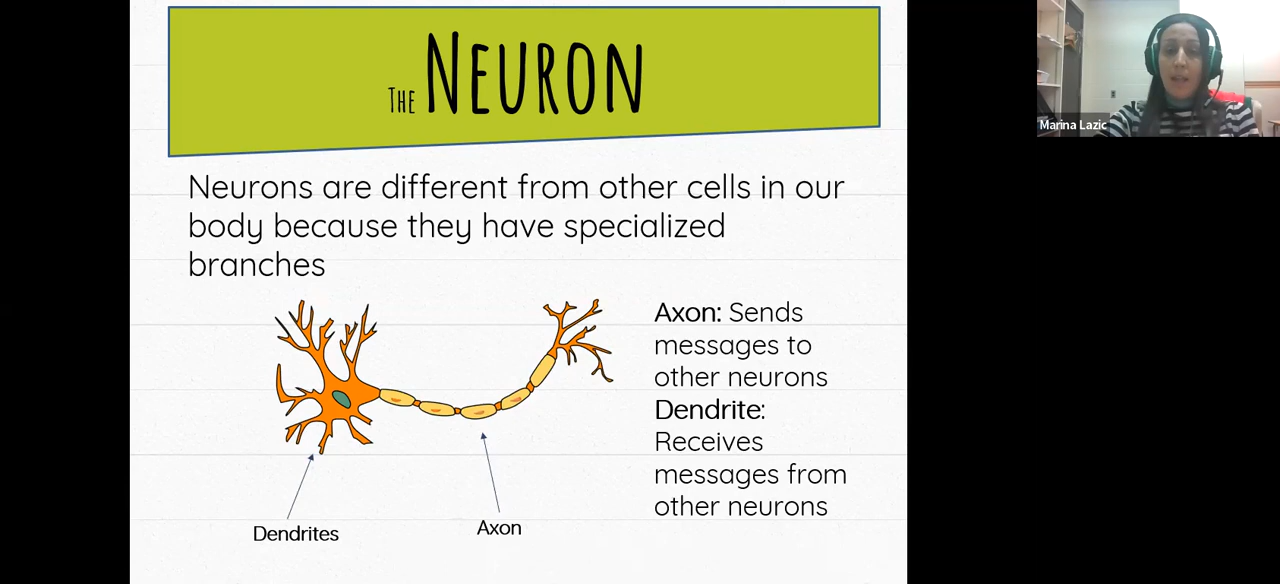 The Neuron
Neurons are different from other cells in our
body because they have specialized
branches
Axon: Sends
messages to
other neurons
Dendrite:
Receives
messages from
other neurons
Dendrites
Axon
Marina Lazic